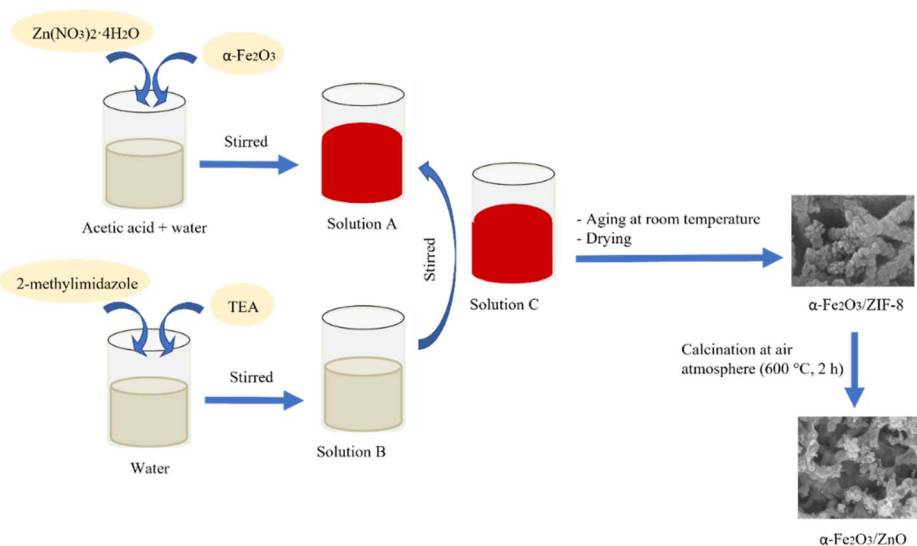 Zn(NO3)2·4H2O
α-Fe2O3
Stirred
Acetic acid + water
Solution A
2-methylimidazole
TEA
Stirred
Water
Solution B
Stirred
Solution C
- Aging at room temperature
- Drying
α-Fe2O3/ZIF-8
Calcination at air
atmosphere (600 °C, 2 h)
α-Fe2O3/ZnO